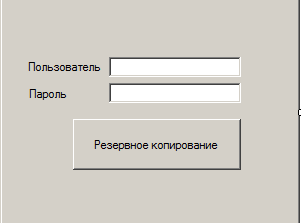 Пользователь
Пароль
Резервное копирование